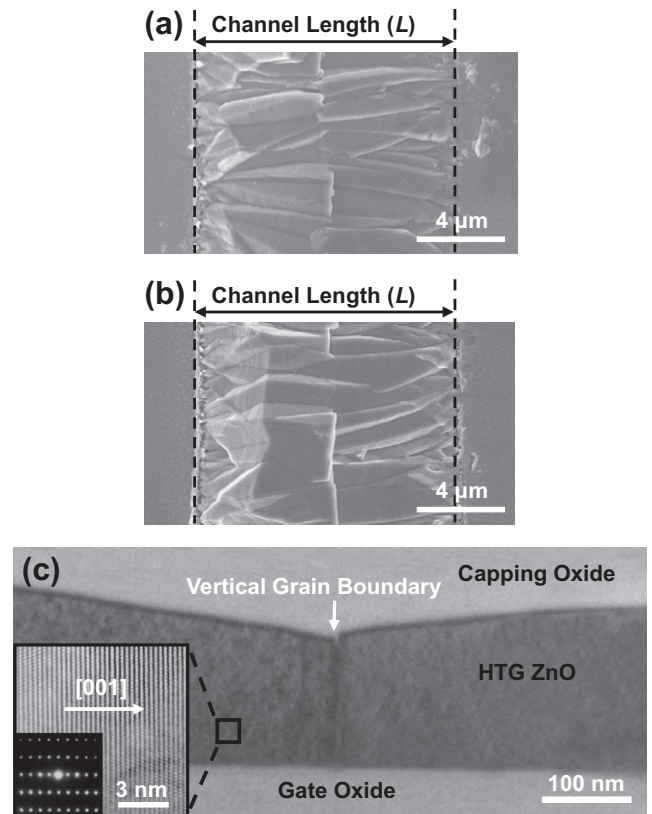 (a)
Channel Length (L)
4 μm
(b)
Channel Length (L)
4 μm
(c)
Vertical Grain Boundary
Capping Oxide
HTG ZnO
[001]
3 nm
Gate Oxide
100 nm